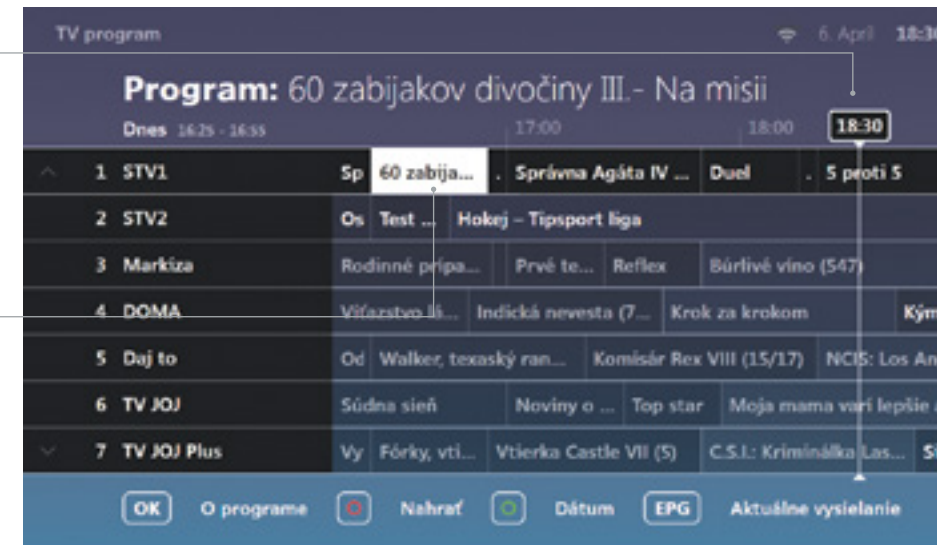 TV program 6. Apríl 18:30
Program: 60 zabijakov divočiny III.- Na misii
Dnes 16:25 - 16:55 17:00 18:00 18:30
1 STV1 Sp 60 zabija... . Správna Agáta IV ... Duel . 5 proti 5
2 STV2 Os Test ... Hokej – Tipsport liga
3 Markíza Rodinné prípa... Prvé te... Reflex Búrlivé víno (547)
4 DOMA Víťazstvo lá... Indická nevesta (7... Krok za krokom Kým
5 Daj to Od Walker, texaský ran... Komisár Rex VIII (15/17) NCIS: Los An
6 TV JOJ Súdna sieň Noviny o ... Top star Moja mama varí lepšie
7 TV JOJ Plus Vy Fórky, vti... Vtierka Castle VII (5) C.S.I.: Kriminálka Las...
OK O programe Nahrať Dátum EPG Aktuálne vysielanie